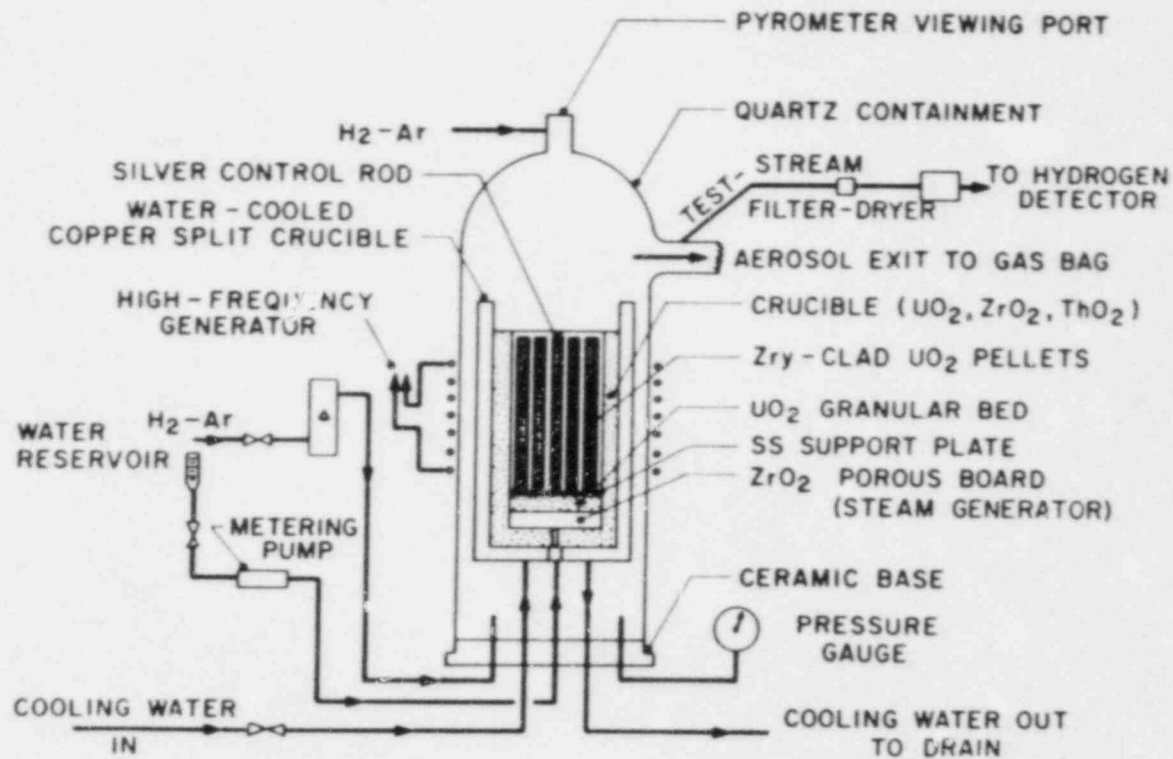 PYROMETER VIEWING PORT
H2-Ar
QUARTZ CONTAINMENT
SILVER CONTROL ROD
TEST-STREAM
FILTER-DRYER
TO HYDROGEN
DETECTOR
WATER-COOLED
COPPER SPLIT CRUCIBLE
AEROSOL EXIT TO GAS BAG
HIGH-FREQUENCY
GENERATOR
CRUCIBLE (UO2, ZrO2, ThO2)
Zry-CLAD UO2 PELLETS
H2-Ar
WATER
RESERVOIR
UO2 GRANULAR BED
SS SUPPORT PLATE
ZrO2 POROUS BOARD
(STEAM GENERATOR)
METERING
PUMP
CERAMIC BASE
PRESSURE
GAUGE
COOLING WATER
IN
COOLING WATER OUT
TO DRAIN